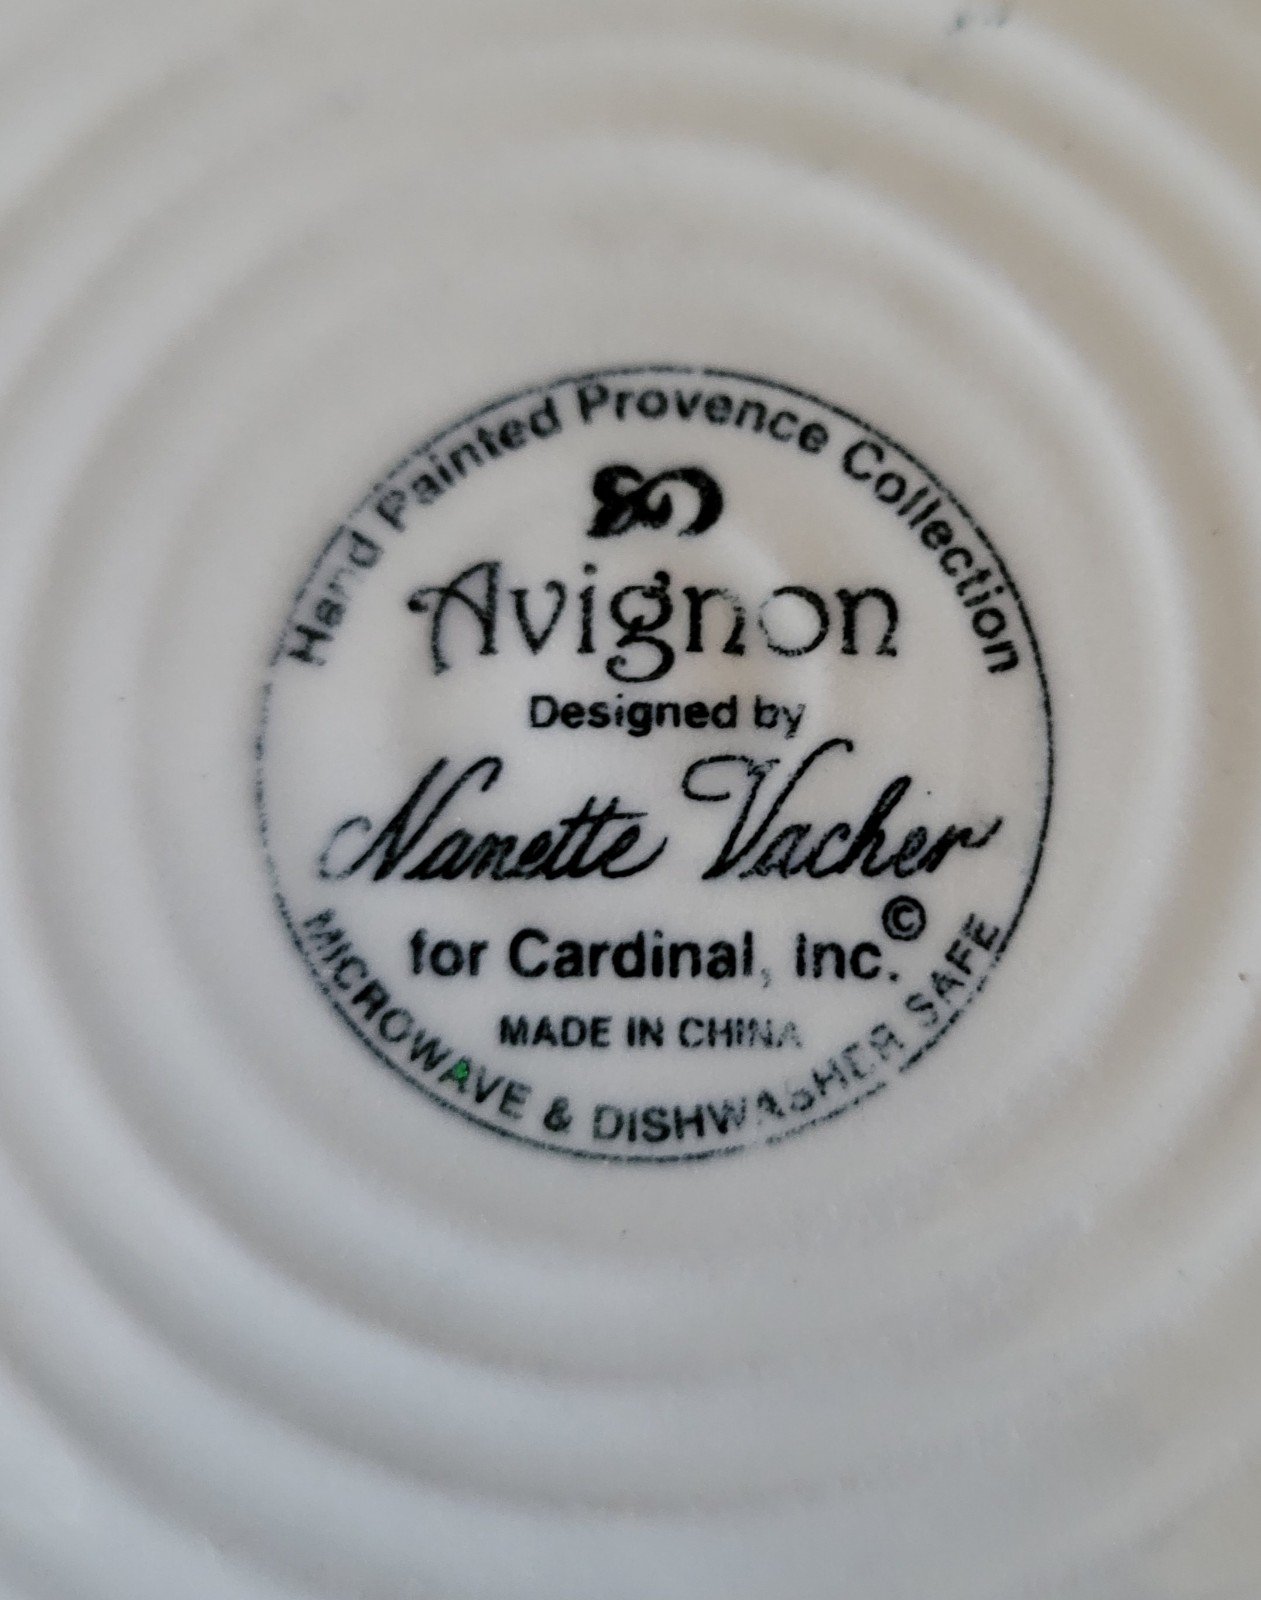 Hand Painted Provence Collection
Avignon
Designed by
Nanette Vacher
for Cardinal, Inc.©
MADE IN CHINA
MICROWAVE & DISHWASHER SAFE